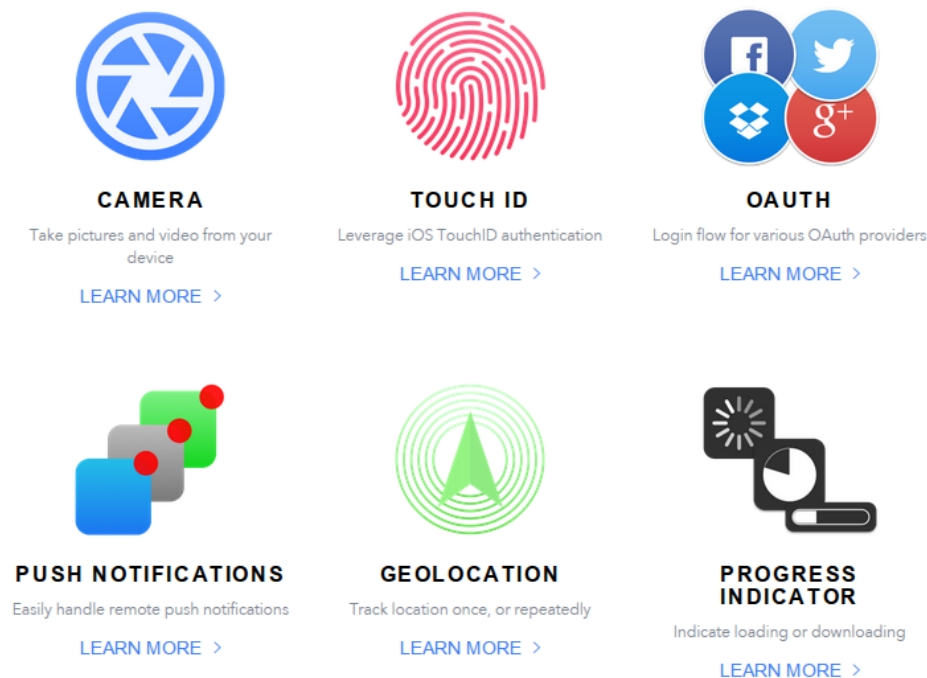 CAMERA
Take pictures and video from your
device
LEARN MORE >
TOUCH ID
Leverage iOS TouchID authentication
LEARN MORE >
f
g+
OAUTH
Login flow for various OAuth providers
LEARN MORE >
PUSH NOTIFICATIONS
Easily handle remote push notifications
LEARN MORE >
GEOLOCATION
Track location once, or repeatedly
LEARN MORE >
PROGRESS
INDICATOR
Indicate loading or downloading
LEARN MORE >